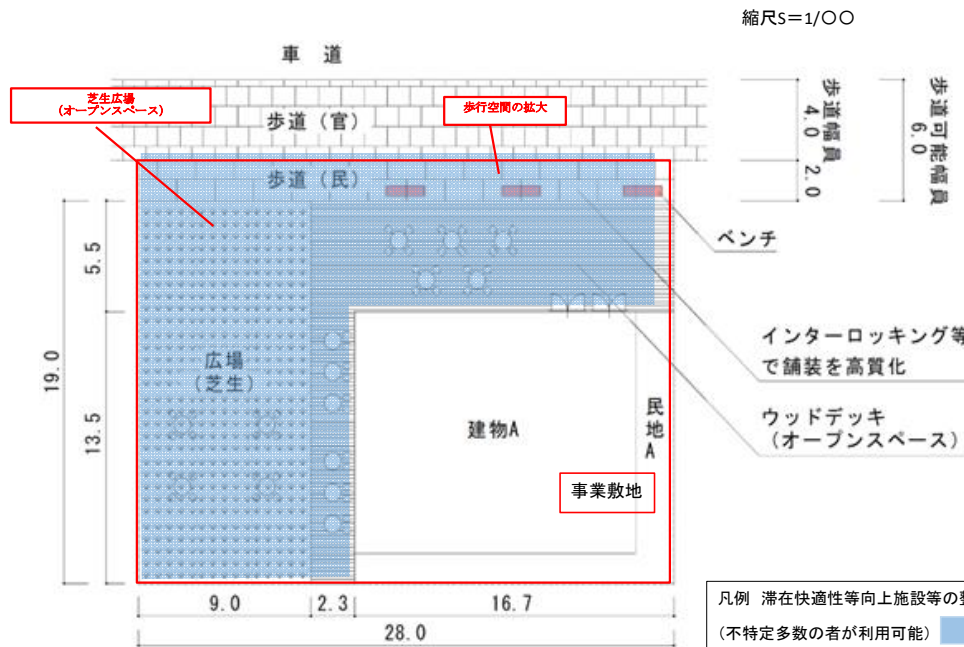 縮尺S=1/〇〇
車 道
芝生広場
(オープンスペース)
歩道(官)
歩行空間の拡大
歩道幅員
4.0
2.0
歩道可能幅員
6.0
歩道(民)
ベンチ
5.5
19.0
13.5
広場
(芝生)
インターロッキング等
で舗装を高質化
ウッドデッキ
(オープンスペース)
建物A
民地A
事業敷地
9.0
2.3
16.7
28.0
凡例 滞在快適性等向上施設等の
(不特定多数の者が利用可能)